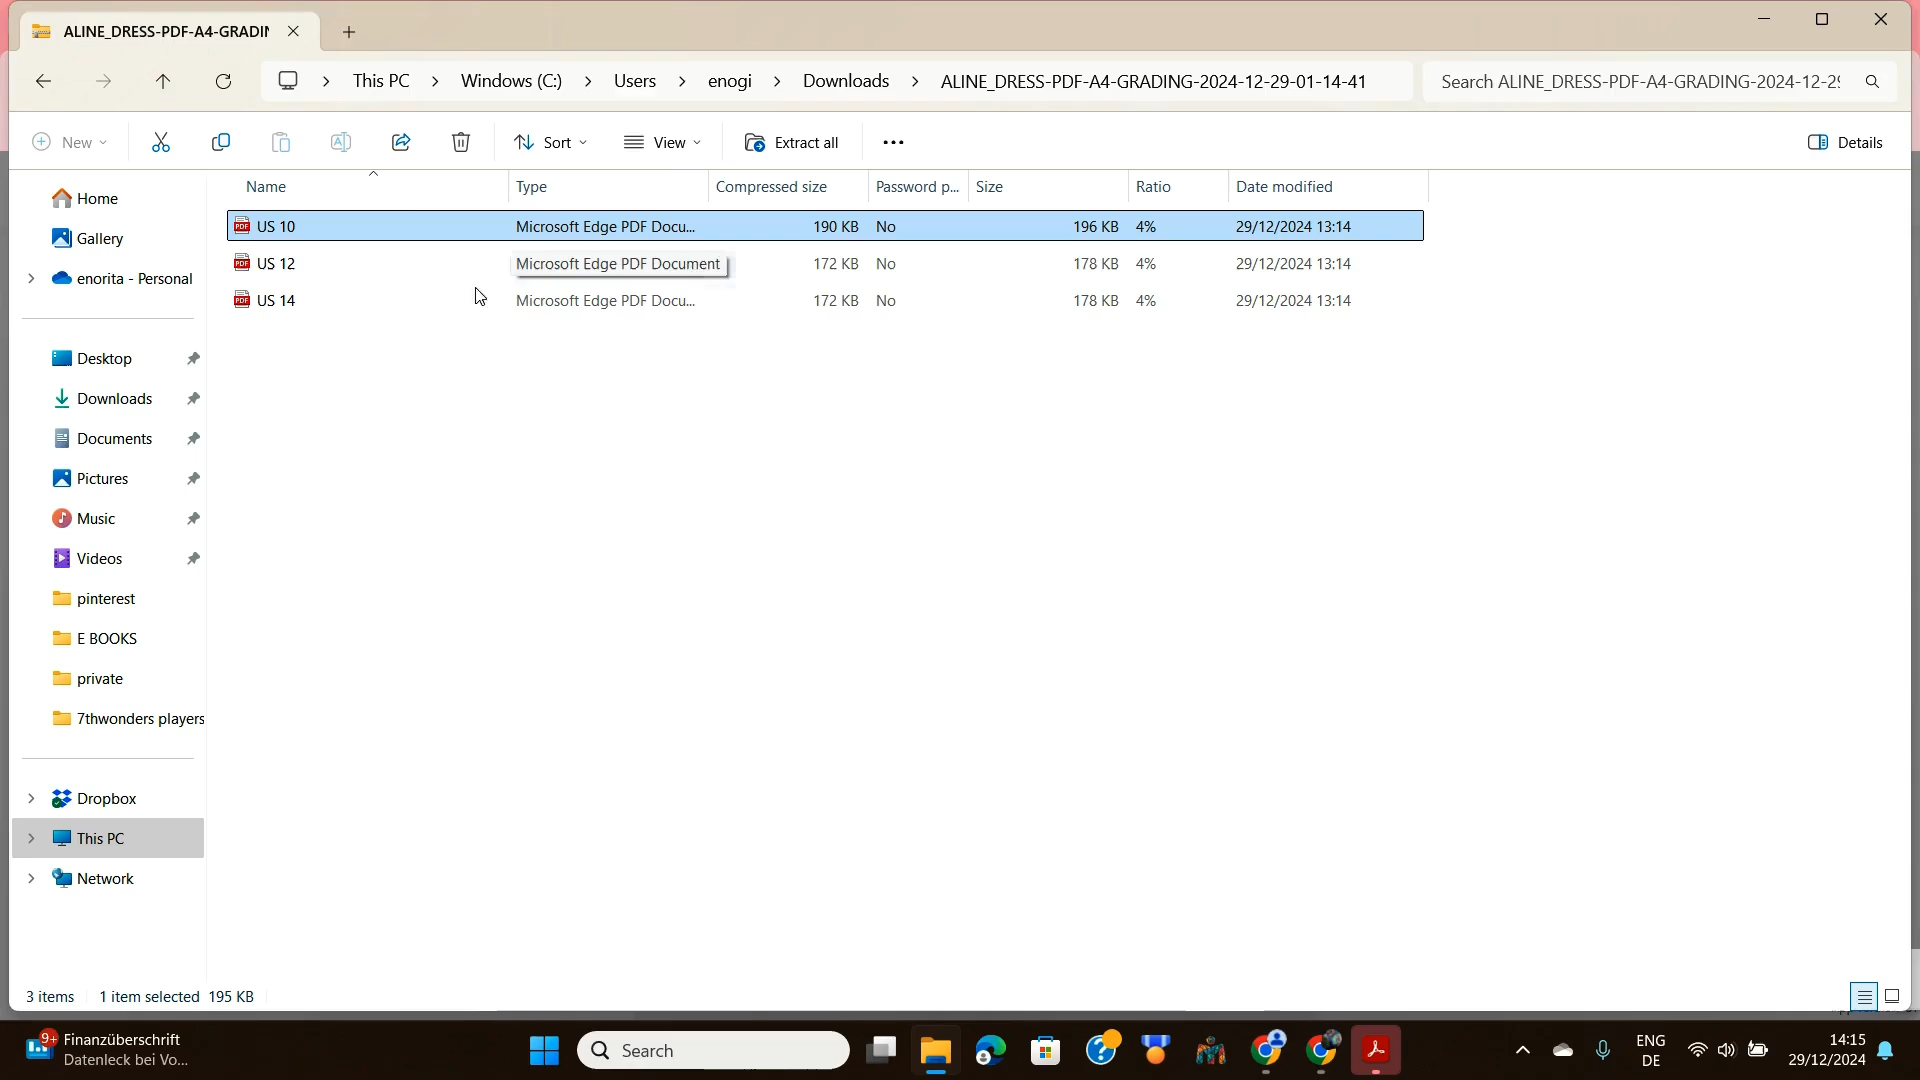 ALINE_DRESS-PDF-A4-GRADIN
This PC > Windows (C:) > Users > enogi > Downloads > ALINE_DRESS-PDF-A4-GRADING-2024-12-29-01-14-41
Search ALINE_DRESS-PDF-A4-GRADING-2024-12-29
New Sort View Extract all ••• Details
Name Type Compressed size Password p... Size Ratio Date modified
US 10 Microsoft Edge PDF Docu... 190 KB No 196 KB 4% 29/12/2024 13:14
US 12 Microsoft Edge PDF Document 172 KB No 178 KB 4% 29/12/2024 13:14
US 14 Microsoft Edge PDF Docu... 172 KB No 178 KB 4% 29/12/2024 13:14
Home
Gallery
enorita - Personal
Desktop
Downloads
Documents
Pictures
Music
Videos
pinterest
E BOOKS
private
7thwonders players
Dropbox
This PC
Network
3 items 1 item selected 195 KB
9+
Finanzüberschrift
Datenleck bei Vo...
Search
ENG
DE
14:15
29/12/2024